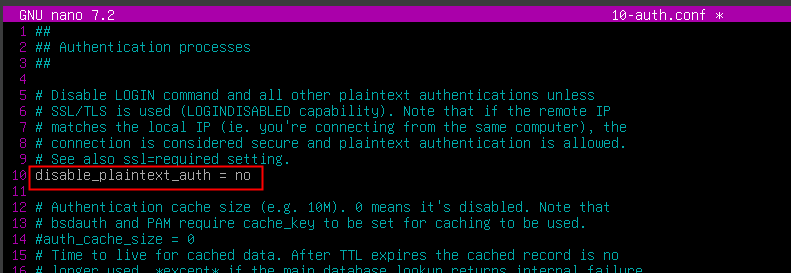 GNU nano 7.2 10-auth.conf *
1 ##
2 ## Authentication processes
3 ##
4
5 # Disable LOGIN command and all other plaintext authentications unless
6 # SSL/TLS is used (LOGINDISABLED capability). Note that if the remote IP
7 # matches the local IP (ie. you're connecting from the same computer), the
8 # connection is considered secure and plaintext authentication is allowed.
9 # See also ssl=required setting.
10 disable_plaintext_auth = no
11
12 # Authentication cache size (e.g. 10M). 0 means it's disabled. Note that
13 # bsdauth and PAM require cache_key to be set for caching to be used.
14 #auth_cache_size = 0
15 # Time to live for cached data. After TTL expires the cached record is no
16 # longer used, *except* if the main database lookup returns internal failure